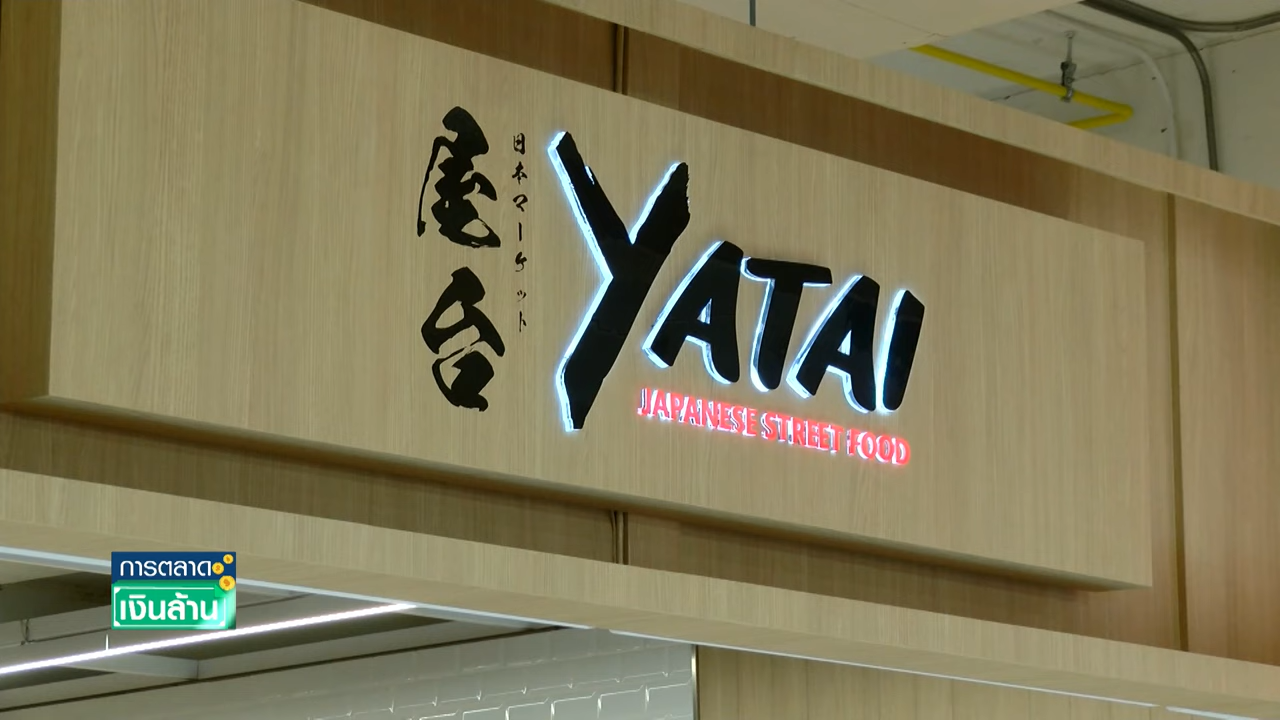 屋台
日本マーケット
YATAI
JAPANESE STREET FOOD
การตลาด
เงินล้าน